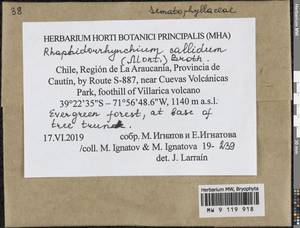 38
Sematophyllaceae
HERBARIUM HORTI BOTANICI PRINCIPALIS (MHA)
Rhaphidorrhynchium callidum
(Mont.) Broth.
Chile, Región de La Araucanía, Provincia de
Cautín, by Route S-887, near Cuevas Volcánicas
Park, foothill of Villarica volcano
39°22'35"S – 71°56'48.6"W, 1140 m a.s.l.
Evergreen forest, at base of
tree trunk.
17.VI.2019 собр. М. Игнатов и Е.Игнатова
/coll. M. Ignatov & M. Ignatova 19-239
det. J. Larraín
Herbarium MW, Bryophyta
MW 9 119 918